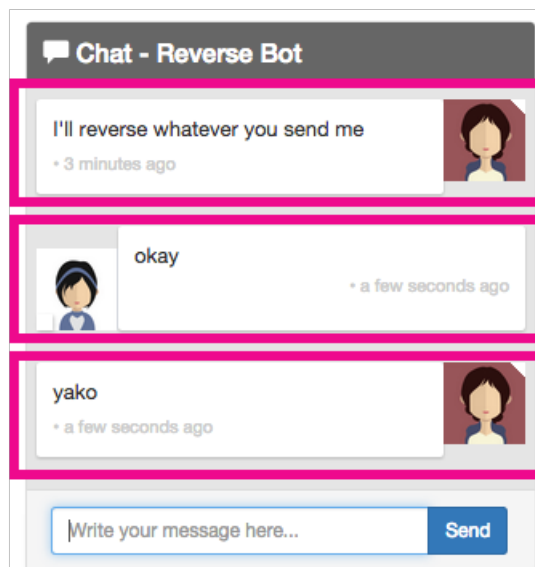 Chat - Reverse Bot
I'll reverse whatever you send me
• 3 minutes ago
okay
• a few seconds ago
yako
• a few seconds ago
Write your message here...
Send